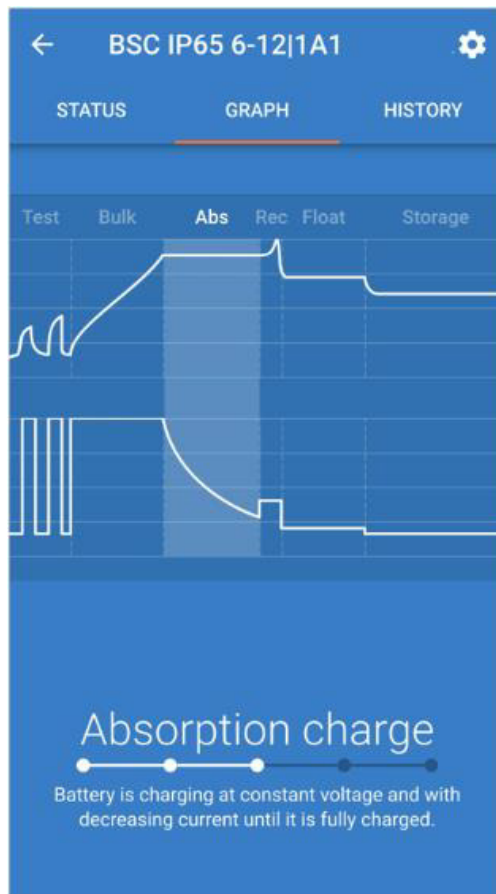 BSC IP65 6-12|1A1
STATUS GRAPH HISTORY
Test Bulk Abs Rec Float Storage
Absorption charge
Battery is charging at constant voltage and with
decreasing current until it is fully charged.